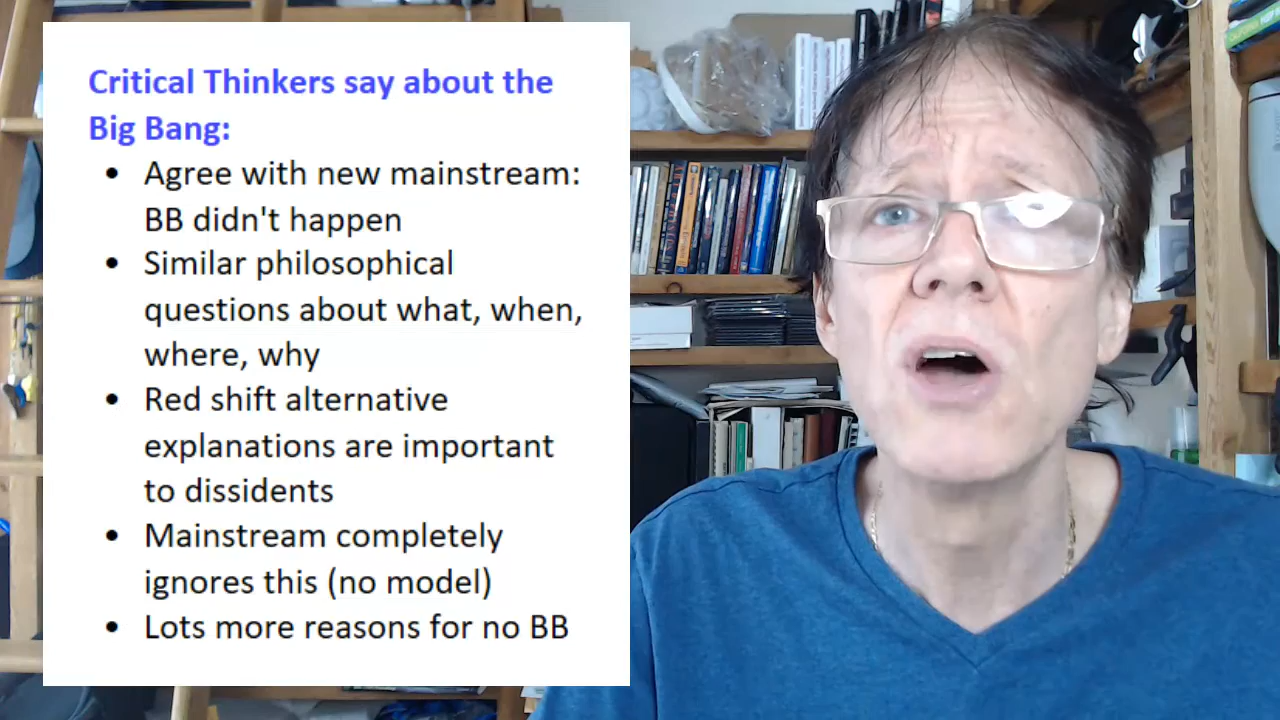 Critical Thinkers say about the
Big Bang:
• Agree with new mainstream:
BB didn't happen
• Similar philosophical
questions about what, when,
where, why
• Red shift alternative
explanations are important
to dissidents
• Mainstream completely
ignores this (no model)
• Lots more reasons for no BB